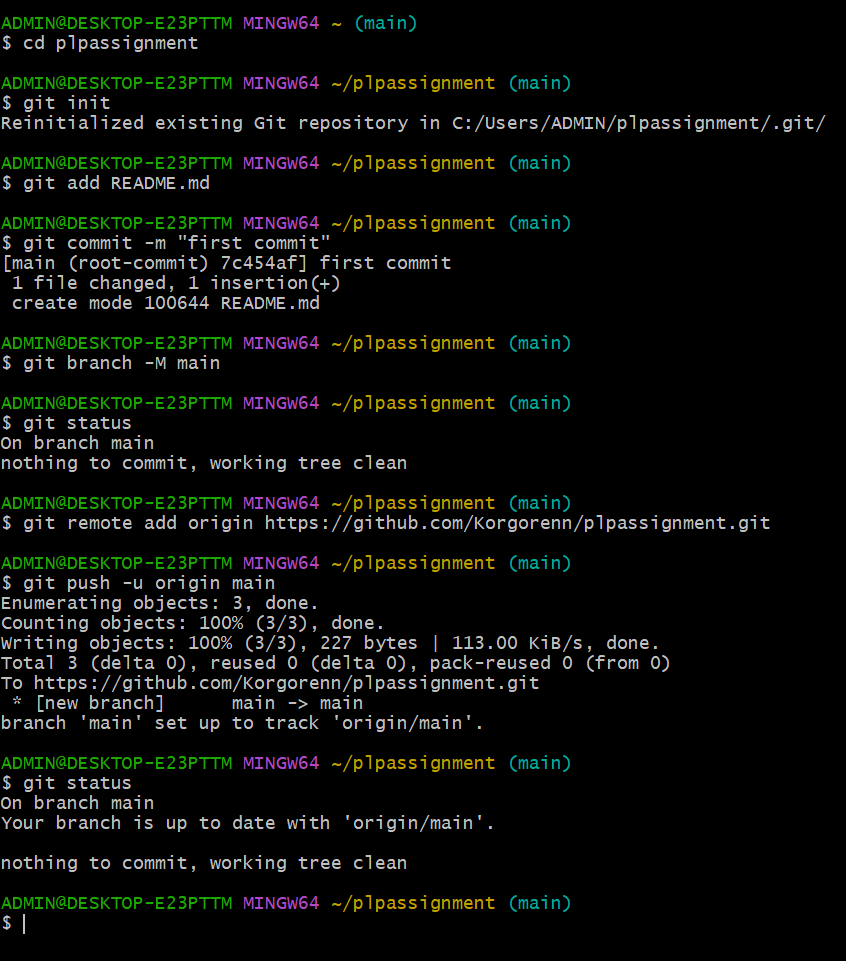 ADMIN@DESKTOP-E23PTTM MINGW64 ~ (main)
$ cd plpassignment
ADMIN@DESKTOP-E23PTTM MINGW64 ~/plpassignment (main)
$ git init
Reinitialized existing Git repository in C:/Users/ADMIN/plpassignment/.git/
ADMIN@DESKTOP-E23PTTM MINGW64 ~/plpassignment (main)
$ git add README.md
ADMIN@DESKTOP-E23PTTM MINGW64 ~/plpassignment (main)
$ git commit -m "first commit"
[main (root-commit) 7c454af] first commit
 1 file changed, 1 insertion(+)
 create mode 100644 README.md
ADMIN@DESKTOP-E23PTTM MINGW64 ~/plpassignment (main)
$ git branch -M main
ADMIN@DESKTOP-E23PTTM MINGW64 ~/plpassignment (main)
$ git status
On branch main
nothing to commit, working tree clean
ADMIN@DESKTOP-E23PTTM MINGW64 ~/plpassignment (main)
$ git remote add origin https://github.com/Korgorenn/plpassignment.git
ADMIN@DESKTOP-E23PTTM MINGW64 ~/plpassignment (main)
$ git push -u origin main
Enumerating objects: 3, done.
Counting objects: 100% (3/3), done.
Writing objects: 100% (3/3), 227 bytes | 113.00 KiB/s, done.
Total 3 (delta 0), reused 0 (delta 0), pack-reused 0 (from 0)
To https://github.com/Korgorenn/plpassignment.git
 * [new branch]      main -> main
branch 'main' set up to track 'origin/main'.
ADMIN@DESKTOP-E23PTTM MINGW64 ~/plpassignment (main)
$ git status
On branch main
Your branch is up to date with 'origin/main'.
nothing to commit, working tree clean
ADMIN@DESKTOP-E23PTTM MINGW64 ~/plpassignment (main)
$